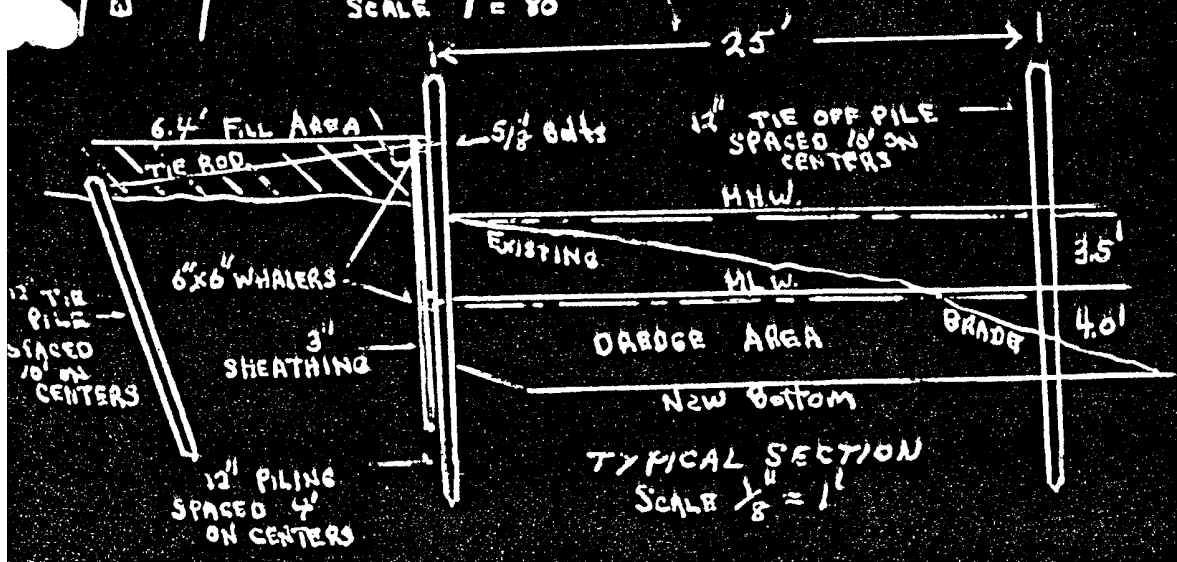 SCALE 1" = 80'
25'
6.4' FILL AREA
TIE ROD
5/8 Bolts
12" TIE OFF PILE
SPACED 10' ON
CENTERS
M.H.W.
EXISTING
3.5'
6"x6" WHALERS
M.L.W.
12" TIE
PILE
SPACED
10' ON
CENTERS
3"
SHEATHING
DREDGE AREA
GRADE
4.0'
New Bottom
12" PILING
SPACED 4'
ON CENTERS
TYPICAL SECTION
SCALE 1/8" = 1'